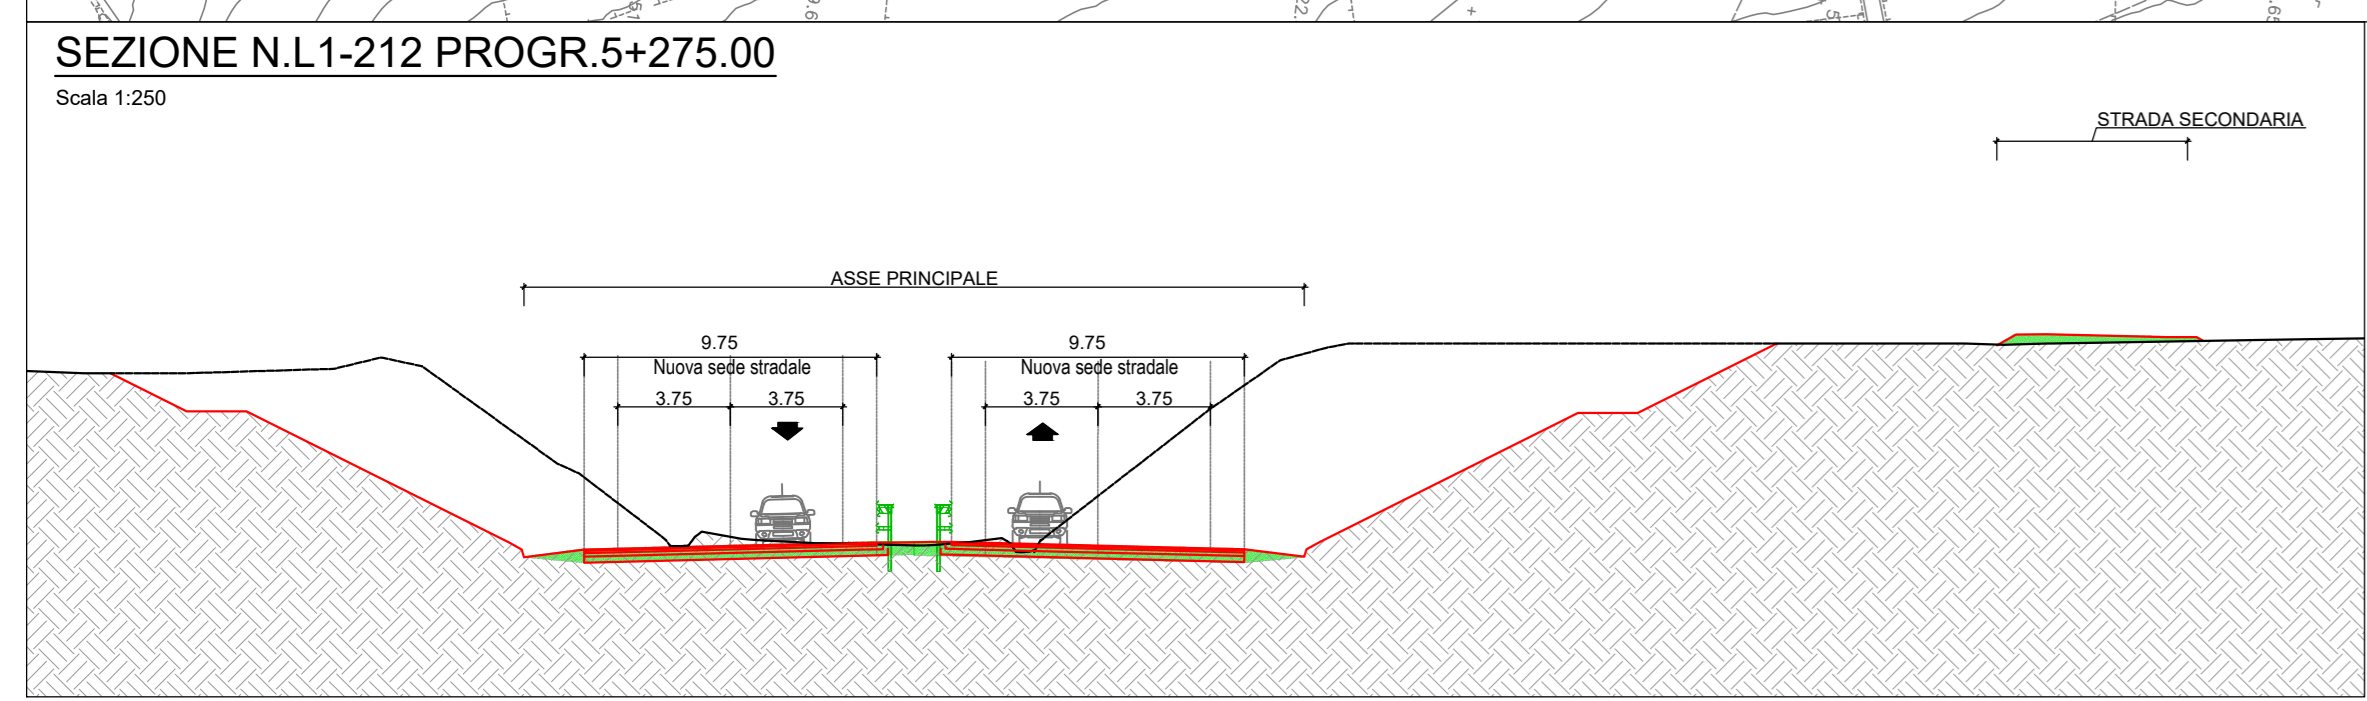 SEZIONE N.L1-212 PROGR.5+275.00
Scala 1:250
STRADA SECONDARIA
ASSE PRINCIPALE
9.75
9.75
Nuova sede stradale
Nuova sede stradale
3.75
3.75
3.75
3.75